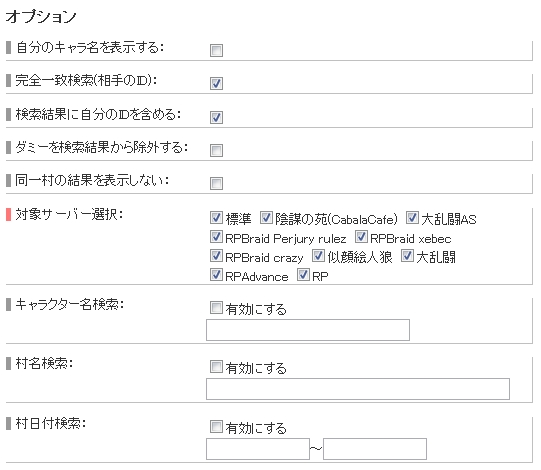 オプション
自分のキャラ名を表示する:
完全一致検索(相手のID):
検索結果に自分のIDを含める:
ダミーを検索結果から除外する:
同一村の結果を表示しない:
対象サーバー選択: 標準 陰謀の苑(CabalaCafe) 大乱闘AS
RPBraid Perjury rulez RPBraid xebec
RPBraid crazy 似顔絵人狼 大乱闘
RPAdvance RP
キャラクター名検索: 有効にする
村名検索: 有効にする
村日付検索: 有効にする
～